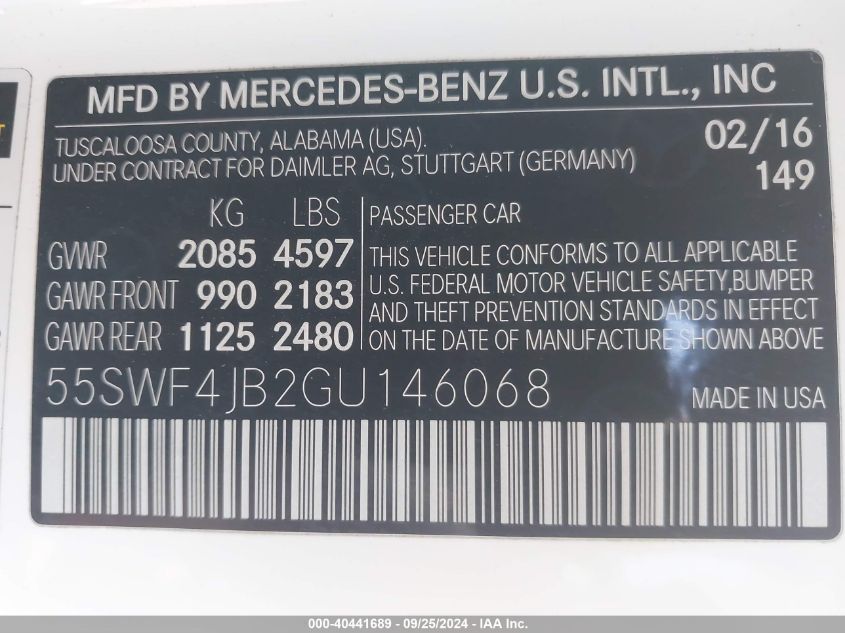 MFD BY MERCEDES-BENZ U.S. INTL., INC
TUSCALOOSA COUNTY, ALABAMA (USA). 02/16
UNDER CONTRACT FOR DAIMLER AG, STUTTGART (GERMANY) 149
KG LBS
GVWR 2085 4597
GAWR FRONT 990 2183
GAWR REAR 1125 2480
PASSENGER CAR
THIS VEHICLE CONFORMS TO ALL APPLICABLE
U.S. FEDERAL MOTOR VEHICLE SAFETY,BUMPER
AND THEFT PREVENTION STANDARDS IN EFFECT
ON THE DATE OF MANUFACTURE SHOWN ABOVE
55SWF4JB2GU146068 MADE IN USA
000-40441689 - 09/25/2024 - IAA Inc.